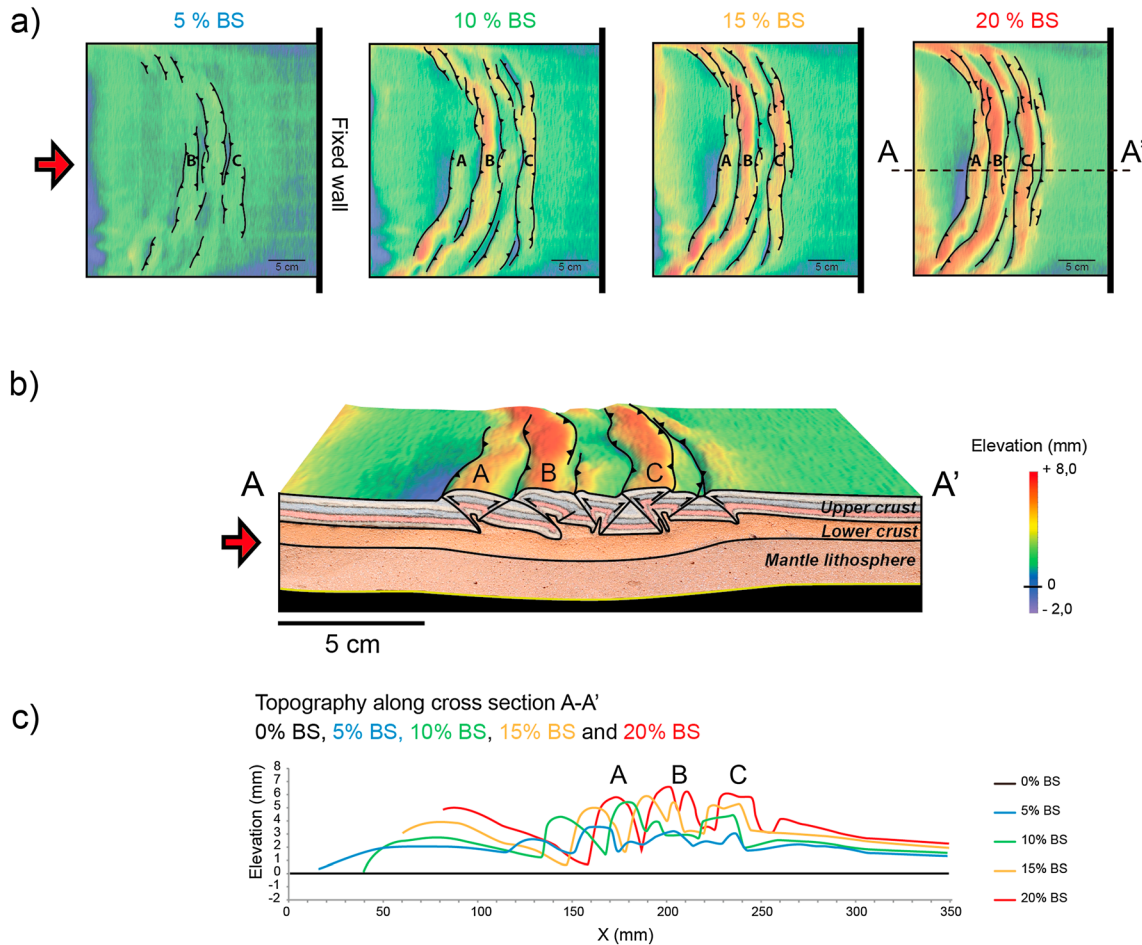 a)
5 % BS
10 % BS
15 % BS
20 % BS
B
C
5 cm
Fixed wall
A
B
C
5 cm
A
B
C
5 cm
A
A'
A
B
C
5 cm
b)
A
A'
A
B
C
Upper crust
Lower crust
Mantle lithosphere
5 cm
Elevation (mm)
+ 8,0
0
- 2,0
c)
Topography along cross section A-A'
0% BS, 5% BS, 10% BS, 15% BS and 20% BS
A
B
C
Elevation (mm)
8
7
6
5
4
3
2
1
0
-1
-2
0
50
100
150
200
250
300
350
X (mm)
0% BS
5% BS
10% BS
15% BS
20% BS